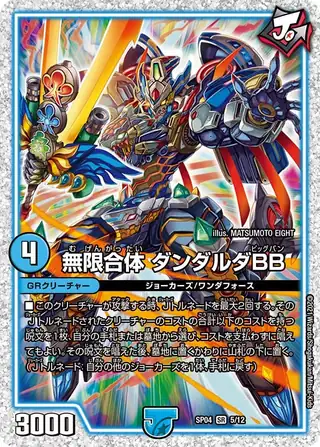 J
illus. MATSUMOTO EIGHT
4
むげんがったい
ビッグバン
無限合体 ダンダルダBB
GRクリーチャー
ジョーカーズ/ワンダフォース
■このクリーチャーが攻撃する時、Jトルネードを最大2回する。その
Jトルネードされたクリーチャーのコストの合計以下のコストを持つ
呪文を1枚、自分の手札または墓地から選び、コストを支払わずに唱
えてもよい。その呪文を唱えた後、墓地に置くかわりに山札の下に置く。
(Jトルネード:自分の他のジョーカーズを1体、手札に戻す)
3000
J
SP04 SR 5/12